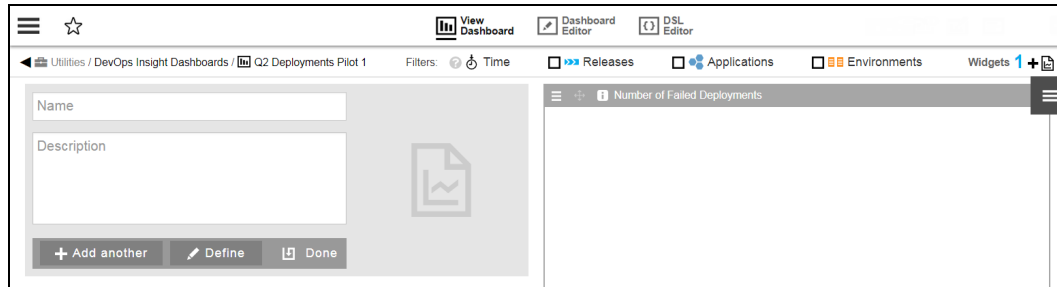 View Dashboard
Dashboard Editor
DSL Editor
Utilities / DevOps Insight Dashboards / Q2 Deployments Pilot 1
Filters:
Time
Releases
Applications
Environments
Widgets 1
Name
Description
Add another
Define
Done
Number of Failed Deployments